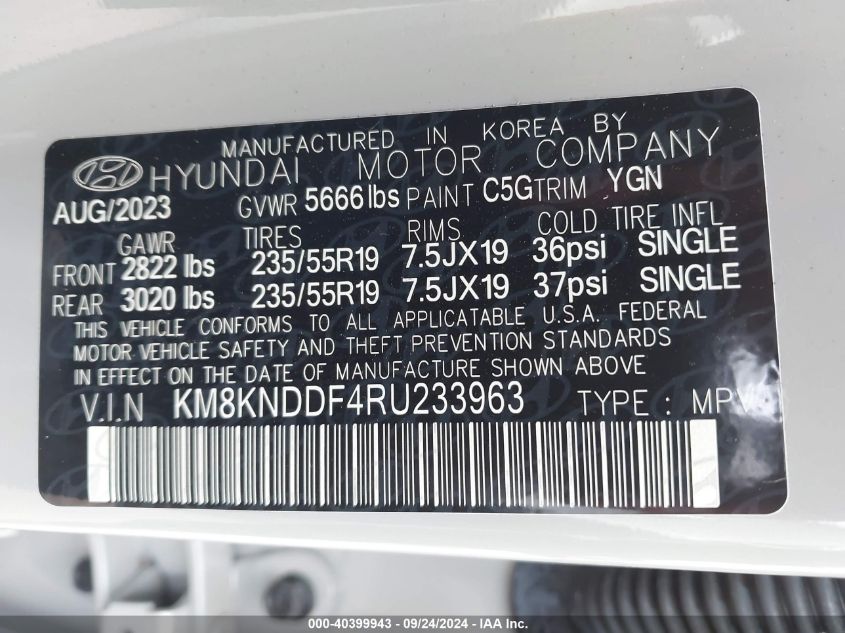 MANUFACTURED IN KOREA BY
HYUNDAI MOTOR COMPANY
AUG/2023 GVWR 5666 lbs PAINT C5G TRIM YGN
GAWR TIRES RIMS COLD TIRE INFL
FRONT 2822 lbs 235/55R19 7.5JX19 36psi SINGLE
REAR 3020 lbs 235/55R19 7.5JX19 37psi SINGLE
THIS VEHICLE CONFORMS TO ALL APPLICATABLE U.S.A. FEDERAL
MOTOR VEHICLE SAFETY AND THEFT PREVENTION STANDARDS
IN EFFECT ON THE DATE OF MANUFACTURE SHOWN ABOVE
V.I.N KM8KNDDF4RU233963 TYPE : MPV
000-40399943 - 09/24/2024 - IAA Inc.